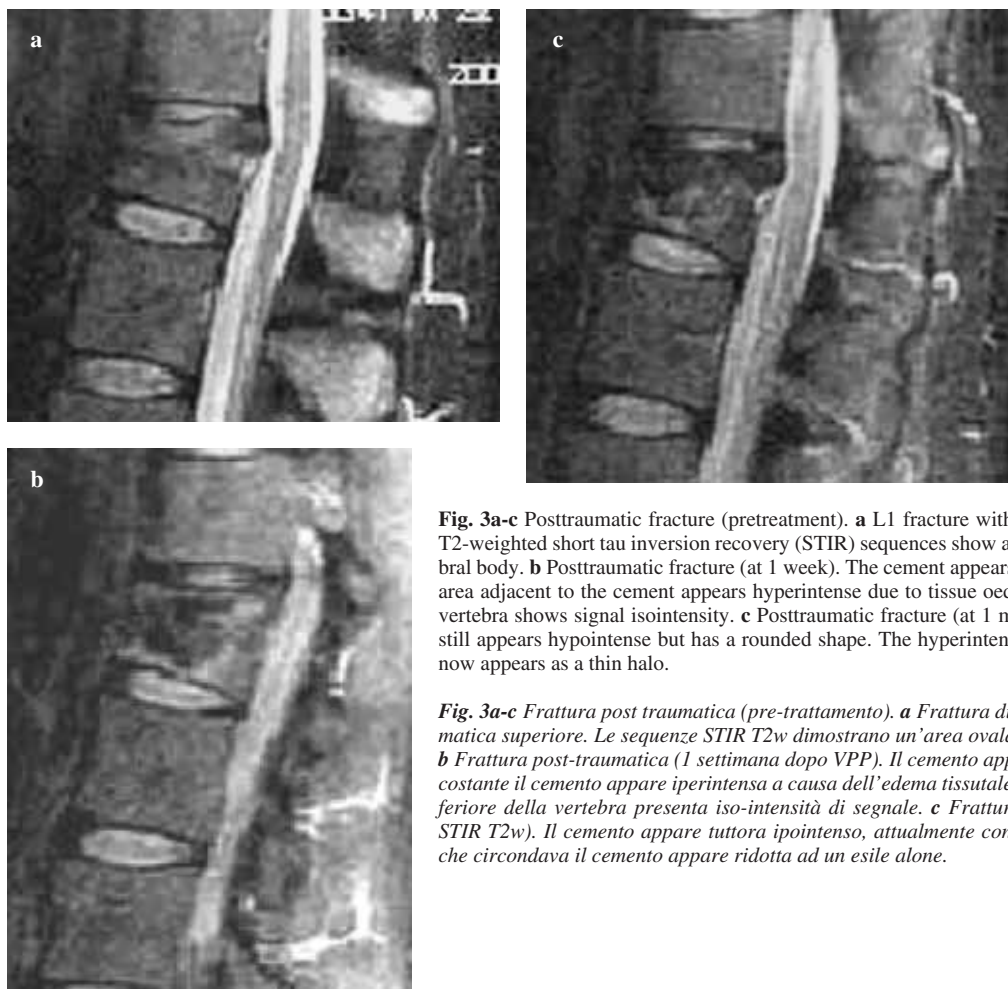 a
200
c
b
Fig. 3a-c Posttraumatic fracture (pretreatment). a L1 fracture with
T2-weighted short tau inversion recovery (STIR) sequences show a
bral body. b Posttraumatic fracture (at 1 week). The cement appear
area adjacent to the cement appears hyperintense due to tissue oed
vertebra shows signal isointensity. c Posttraumatic fracture (at 1 m
still appears hypointense but has a rounded shape. The hyperinten
now appears as a thin halo.
Fig. 3a-c Frattura post traumatica (pre-trattamento). a Frattura d
matica superiore. Le sequenze STIR T2w dimostrano un'area ovale
b Frattura post-traumatica (1 settimana dopo VPP). Il cemento app
costante il cemento appare iperintensa a causa dell'edema tissutale
feriore della vertebra presenta iso-intensità di segnale. c Frattur
STIR T2w). Il cemento appare tuttora ipointenso, attualmente con
che circondava il cemento appare ridotta ad un esile alone.